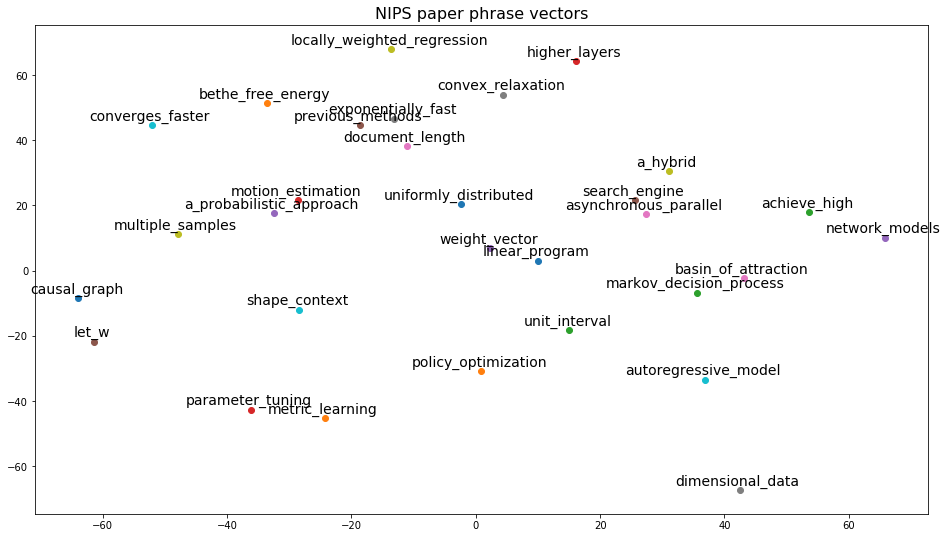 NIPS paper phrase vectors
locally_weighted_regression
higher_layers
convex_relaxation
bethe_free_energy
exponentially_fast
converges_faster
previous_methods
document_length
a_hybrid
motion_estimation
uniformly_distributed
search_engine
a_probabilistic_approach
asynchronous_parallel
achieve_high
multiple_samples
network_models
weight_vector
linear_program
basin_of_attraction
markov_decision_process
causal_graph
shape_context
let_w
unit_interval
policy_optimization
autoregressive_model
parameter_tuning
metric_learning
dimensional_data
60
40
20
0
−20
−40
−60
−60 −40 −20 0 20 40 60